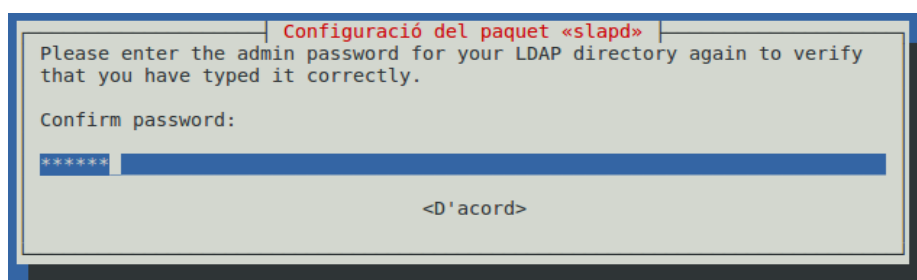 Configuració del paquet «slapd»
Please enter the admin password for your LDAP directory again to verify
that you have typed it correctly.
Confirm password:
******
<D'acord>